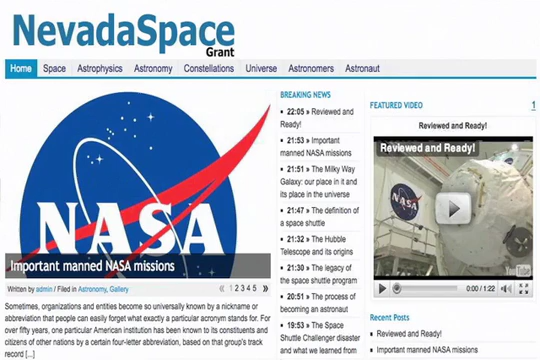 NevadaSpace
Grant
Home Space Astrophysics Astronomy Constellations Universe Astronomers Astronaut
NASA
Important manned NASA missions
Written by admin / Filed in Astronomy, Gallery
« 1 2 3 4 5 »
Sometimes, organizations and entities become so universally known by a nickname or
abbreviation that people can easily forget what exactly a particular acronym stands for. For
over fifty years, one particular American institution has been known to its constituents and
citizens of other nations by a certain four-letter abbreviation, based on that group's track
record [...]
BREAKING NEWS
22:05 » Reviewed and
Ready!
21:53 » Important
manned NASA missions
21:51 » The Milky Way
Galaxy: our place in it and
its place in the universe
21:47 » The definition of
a space shuttle
21:32 » The Hubble
Telescope and its origins
21:30 » The legacy of
the space shuttle program
20:51 » The process of
becoming an astronaut
19:53 » The Space
Shuttle Challenger disaster
and what we learned from
FEATURED VIDEO 1
Reviewed and Ready!
Reviewed and Ready!
NASA
You Tube
0:00 / 1:22
Recent Posts
Reviewed and Ready!
Important manned NASA missions